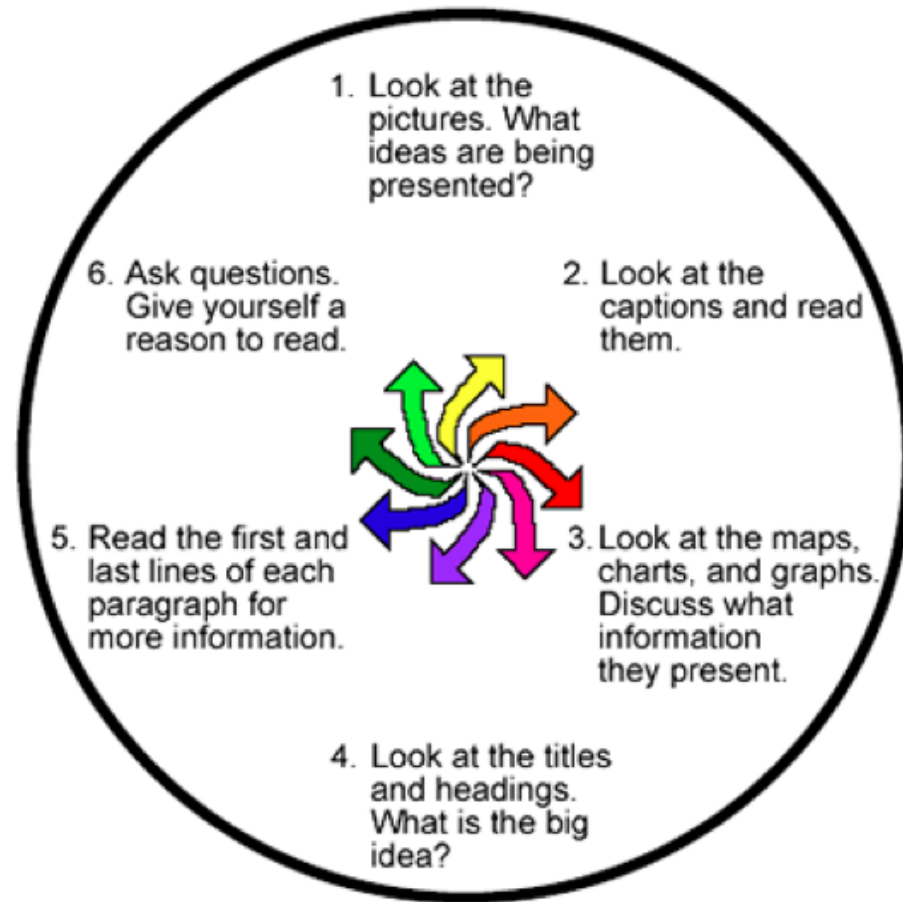 1. Look at the
pictures. What
ideas are being
presented?
2. Look at the
captions and read
them.
3. Look at the maps,
charts, and graphs.
Discuss what
information
they present.
4. Look at the titles
and headings.
What is the big
idea?
5. Read the first and
last lines of each
paragraph for
more information.
6. Ask questions.
Give yourself a
reason to read.